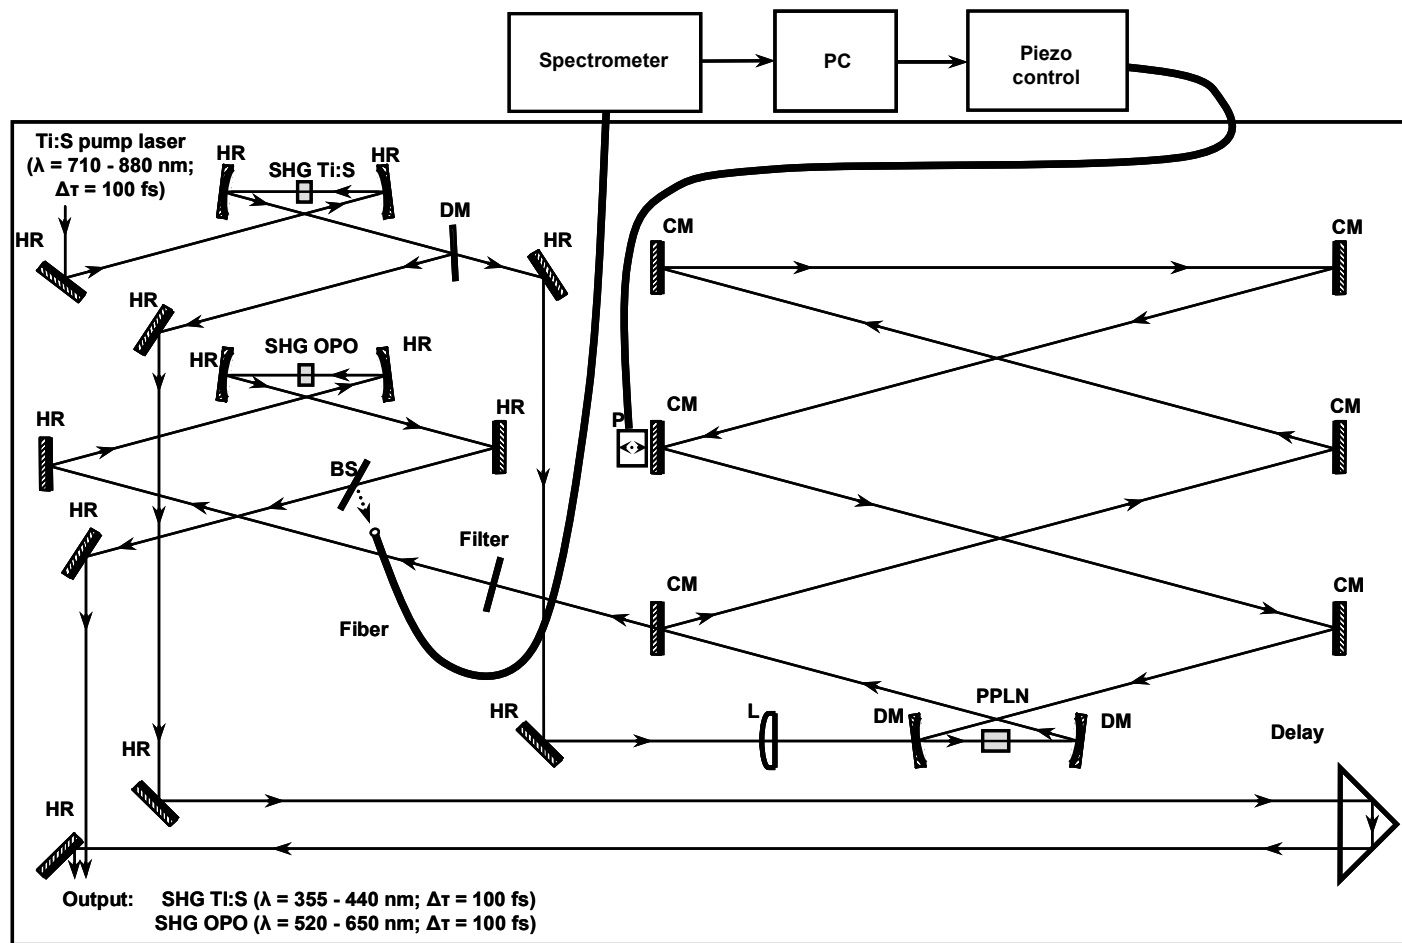 Spectrometer
PC
Piezo
control
Ti:S pump laser
(λ = 710 - 880 nm;
Δτ = 100 fs)
HR
HR
SHG Ti:S
HR
DM
HR
CM
CM
HR
HR
SHG OPO
HR
HR
HR
BS
P
CM
CM
Filter
Fiber
CM
CM
HR
L
DM
PPLN
DM
Delay
HR
HR
Output: SHG TI:S (λ = 355 - 440 nm; Δτ = 100 fs)
SHG OPO (λ = 520 - 650 nm; Δτ = 100 fs)
HR